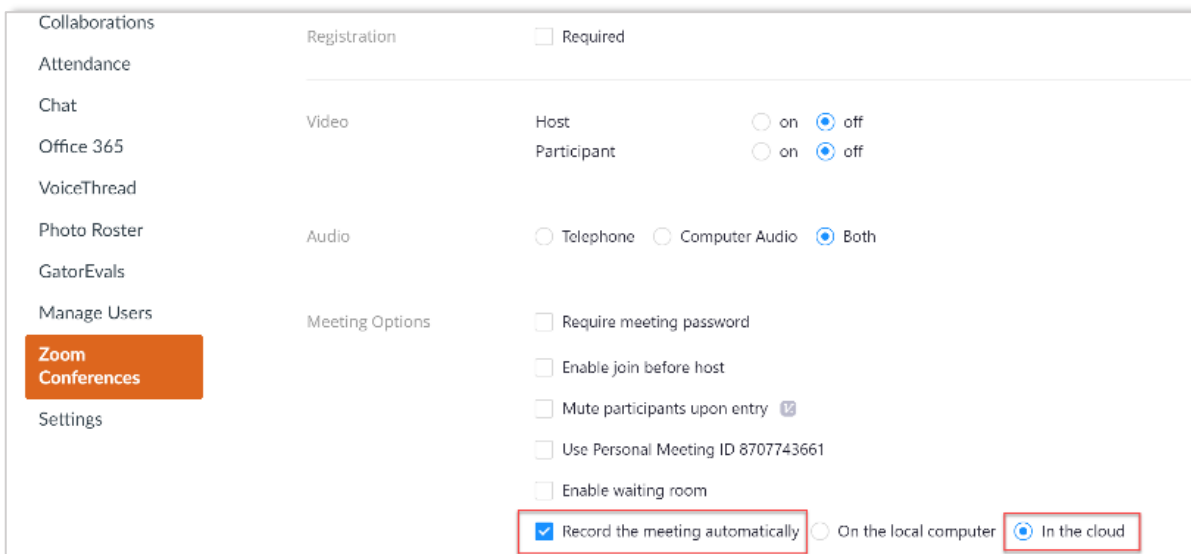 Collaborations
Attendance
Chat
Office 365
VoiceThread
Photo Roster
GatorEvals
Manage Users
Zoom
Conferences
Settings
Registration Required
Video Host on off
Participant on off
Audio Telephone Computer Audio Both
Meeting Options Require meeting password
Enable join before host
Mute participants upon entry
Use Personal Meeting ID 8707743661
Enable waiting room
Record the meeting automatically On the local computer In the cloud